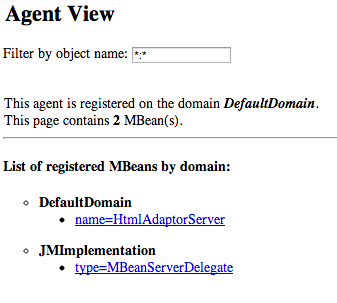 Agent View
Filter by object name: *:*
This agent is registered on the domain DefaultDomain.
This page contains 2 MBean(s).
List of registered MBeans by domain:
DefaultDomain
name=HtmlAdaptorServer
JMImplementation
type=MBeanServerDelegate